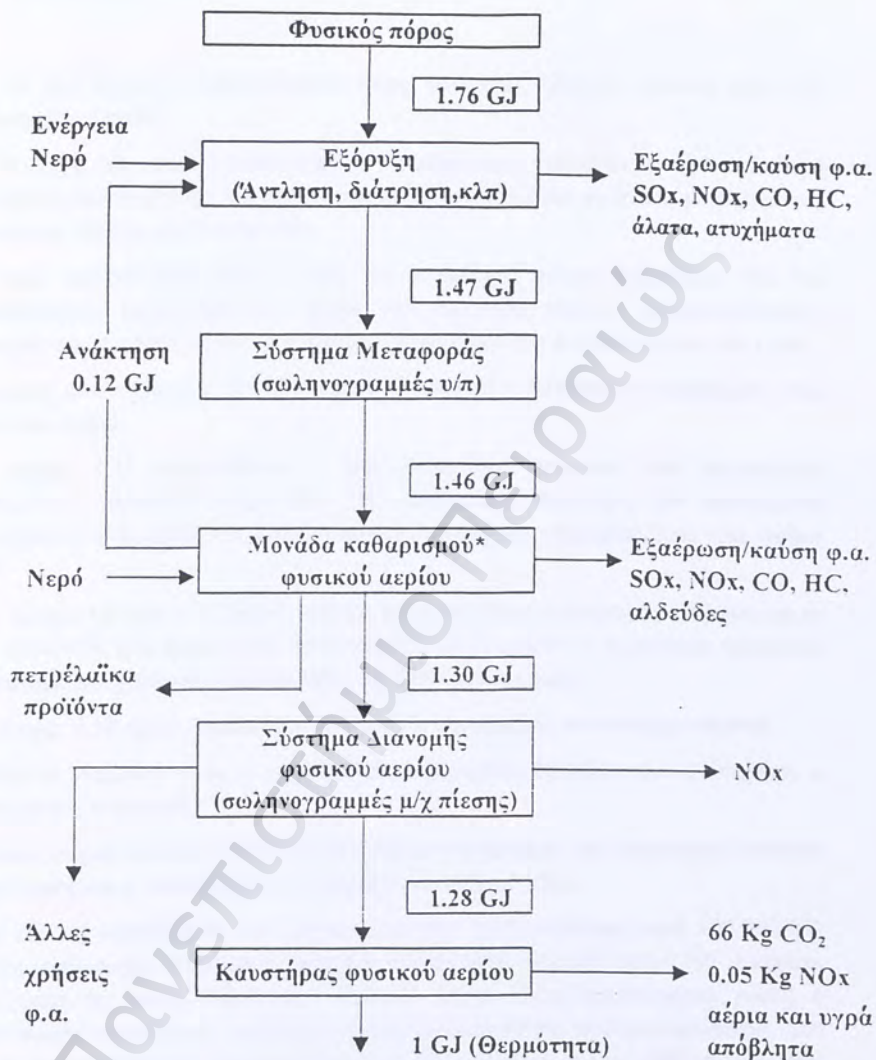 Φυσικός πόρος
1.76 GJ
Ενέργεια
Νερό
Εξόρυξη
(Άντληση, διάτρηση,κλπ)
Εξαέρωση/καύση φ.α.
SOx, NOx, CO, HC,
άλατα, ατυχήματα
1.47 GJ
Ανάκτηση
0.12 GJ
Σύστημα Μεταφοράς
(σωληνογραμμές υ/π)
1.46 GJ
Νερό
Μονάδα καθαρισμού*
φυσικού αερίου
Εξαέρωση/καύση φ.α.
SOx, NOx, CO, HC,
αλδεύδες
1.30 GJ
πετρέλαϊκα
προϊόντα
Σύστημα Διανομής
φυσικού αερίου
(σωληνογραμμές μ/χ πίεσης)
NOx
1.28 GJ
Άλλες
χρήσεις
φ.α.
Καυστήρας φυσικού αερίου
66 Kg CO₂
0.05 Kg NOx
αέρια και υγρά
απόβλητα
1 GJ (Θερμότητα)
Πανεπιστήμιο Πειραιώς